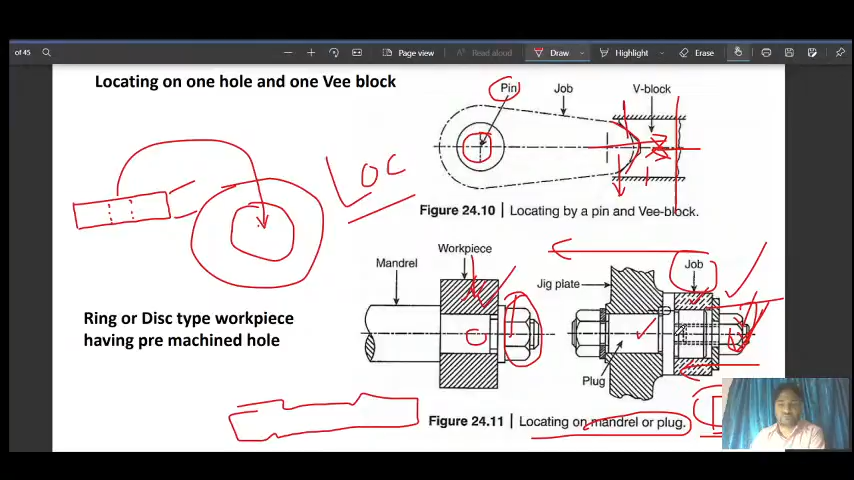 of 45
Page view
Read aloud
Draw
Highlight
Erase
Locating on one hole and one Vee block
Pin
Job
V-block
LOC
Figure 24.10 | Locating by a pin and Vee-block.
Workpiece
Mandrel
Job
Jig plate
Ring or Disc type workpiece
having pre machined hole
Plug
Figure 24.11 | Locating on mandrel or plug.